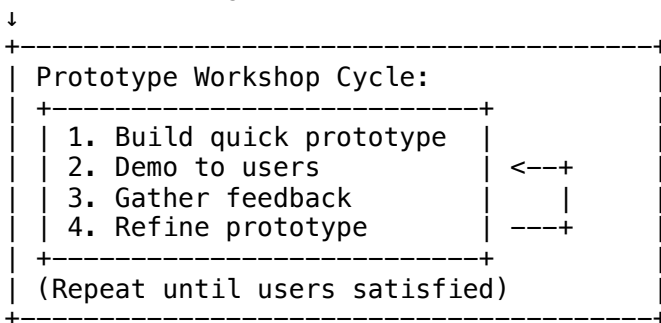 ↓
+----------------------------------------+
| Prototype Workshop Cycle:              |
| +---------------------------+          |
| | 1. Build quick prototype  |          |
| | 2. Demo to users          | <--+     |
| | 3. Gather feedback        |    |     |
| | 4. Refine prototype       | ---+     |
| +---------------------------+          |
| (Repeat until users satisfied)         |
+----------------------------------------+